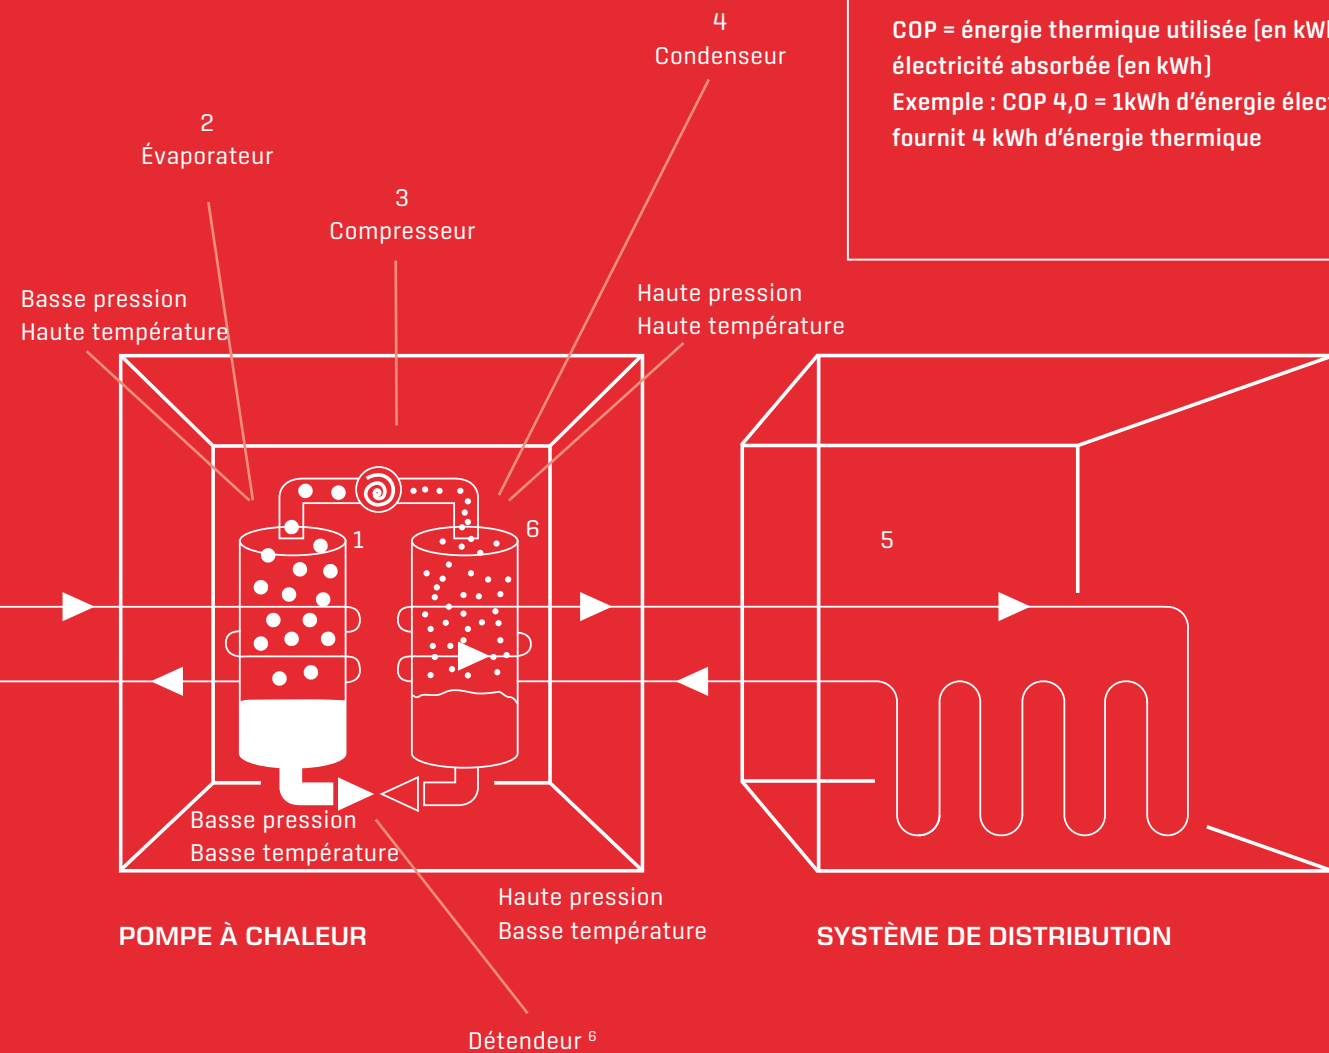 4
Condenseur
COP = énergie thermique utilisée (en kWh
électricité absorbée (en kWh)
Exemple : COP 4,0 = 1kWh d'énergie élect
fournit 4 kWh d'énergie thermique
2
Évaporateur
3
Compresseur
Basse pression
Haute température
Haute pression
Haute température
1
6
5
Basse pression
Basse température
Haute pression
Basse température
POMPE À CHALEUR
SYSTÈME DE DISTRIBUTION
Détendeur 6